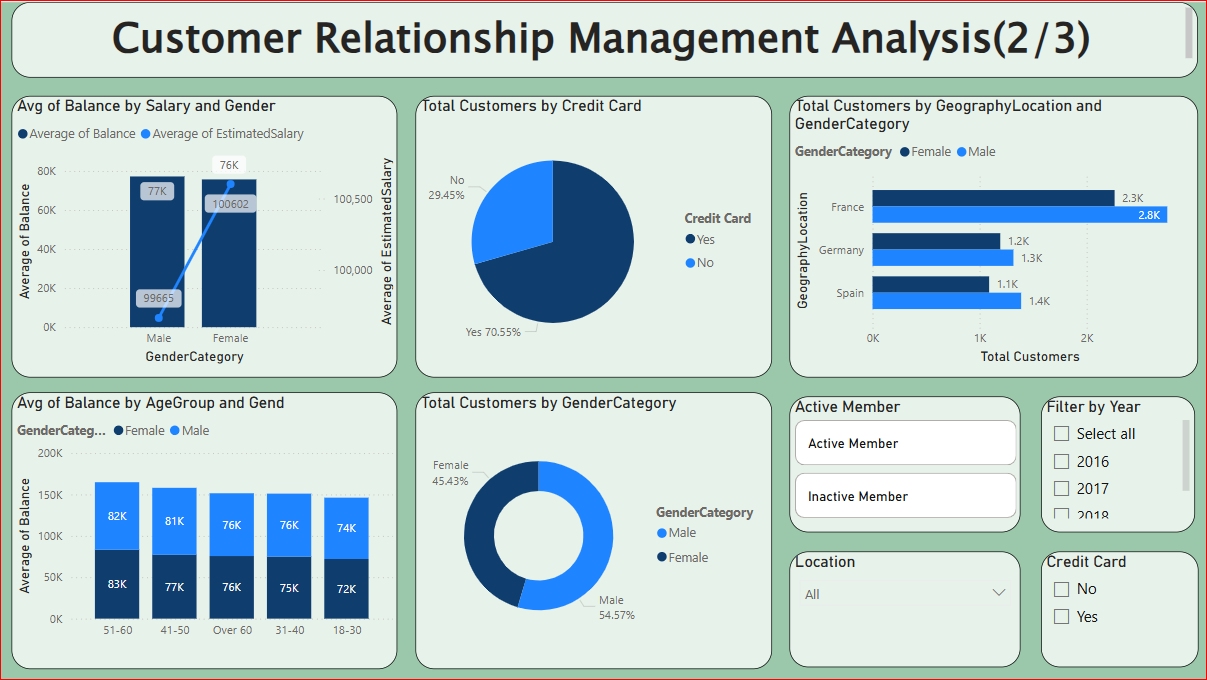 Customer Relationship Management Analysis(2/3)
Avg of Balance by Salary and Gender
Average of Balance Average of EstimatedSalary
80K
60K
40K
20K
0K
Average of Balance
77K
76K
99665
100602
100,500
100,000
Average of EstimatedSalary
Male Female
GenderCategory
Total Customers by Credit Card
No
29.45%
Yes 70.55%
Credit Card
Yes
No
Total Customers by GeographyLocation and
GenderCategory
GenderCategory Female Male
GeographyLocation
France
2.3K
2.8K
Germany
1.2K
1.3K
Spain
1.1K
1.4K
0K 1K 2K
Total Customers
Avg of Balance by AgeGroup and Gend
GenderCateg... Female Male
200K
150K
100K
50K
0K
Average of Balance
82K 81K 76K 76K 74K
83K 77K 76K 75K 72K
51-60 41-50 Over 60 31-40 18-30
Total Customers by GenderCategory
Female
45.43%
Male
54.57%
GenderCategory
Male
Female
Active Member
Active Member
Inactive Member
Filter by Year
Select all
2016
2017
2018
Location
All
Credit Card
No
Yes